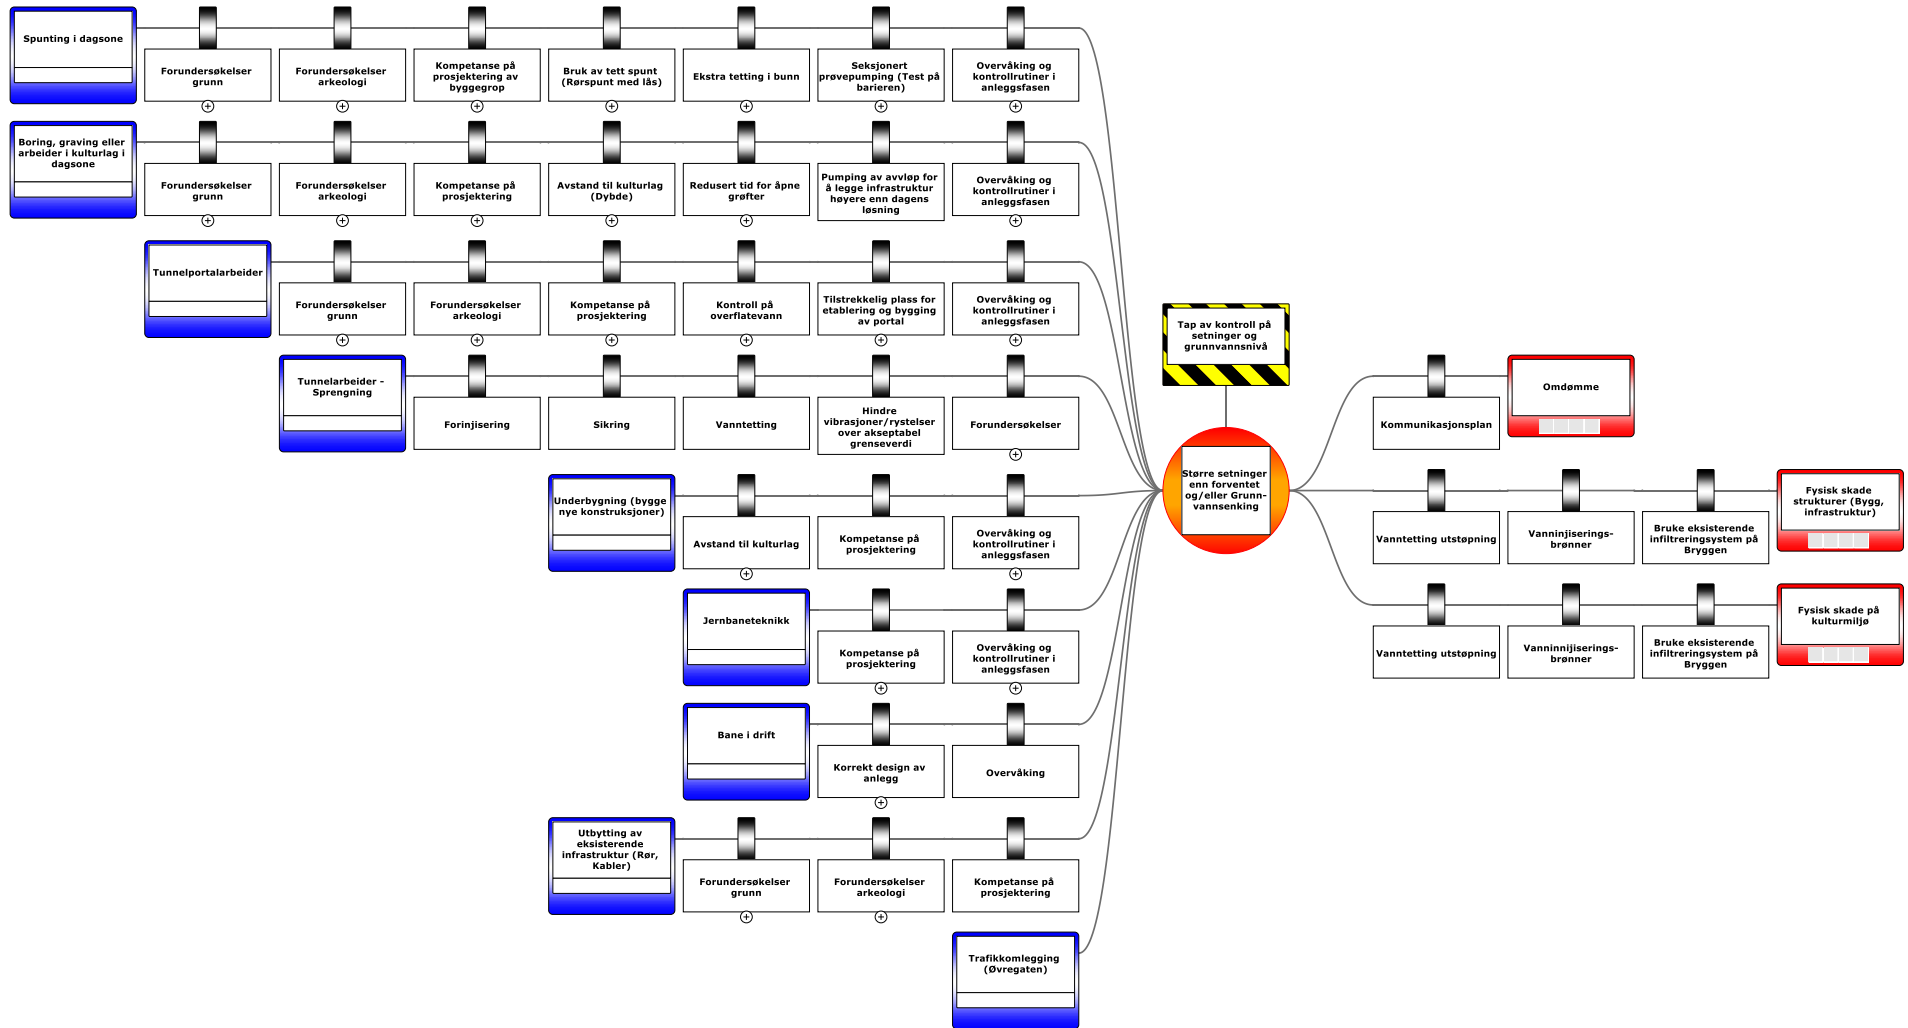 Spunting i dagsone
Forundersøkelser
grunn
Forundersøkelser
arkeologi
Kompetanse på
prosjektering av
byggegrop
Bruk av tett spunt
(Rørspunt med lås)
Ekstra tetting i bunn
Seksjonert
prøvepumping (Test på
barieren)
Overvåking og
kontrollrutiner i
anleggsfasen
Boring, graving eller
arbeider i kulturlag i
dagsone
Forundersøkelser
grunn
Forundersøkelser
arkeologi
Kompetanse på
prosjektering
Avstand til kulturlag
(Dybde)
Redusert tid for åpne
grøfter
Pumping av avvløp for
å legge infrastruktur
høyere enn dagens
løsning
Overvåking og
kontrollrutiner i
anleggsfasen
Tunnelportalarbeider
Forundersøkelser
grunn
Forundersøkelser
arkeologi
Kompetanse på
prosjektering
Kontroll på
overflatevann
Tilstrekkelig plass for
etablering og bygging
av portal
Overvåking og
kontrollrutiner i
anleggsfasen
Tunnelarbeider -
Sprengning
Forinjisering
Sikring
Vanntetting
Hindre
vibrasjoner/rystelser
over akseptabel
grenseverdi
Forundersøkelser
Underbygning (bygge
nye konstruksjoner)
Avstand til kulturlag
Kompetanse på
prosjektering
Overvåking og
kontrollrutiner i
anleggsfasen
Jernbaneteknikk
Kompetanse på
prosjektering
Overvåking og
kontrollrutiner i
anleggsfasen
Bane i drift
Korrekt design av
anlegg
Overvåking
Utbytting av
eksisterende
infrastruktur (Rør,
Kabler)
Forundersøkelser
grunn
Forundersøkelser
arkeologi
Kompetanse på
prosjektering
Trafikkomlegging
(Øvregaten)
Tap av kontroll på
setninger og
grunnvannsnivå
Større setninger
enn forventet
og/eller Grunn-
vannsenking
Kommunikasjonsplan
Omdømme
Vanntetting utstøpning
Vanninjiserings-
brønner
Bruke eksisterende
infiltreringsystem på
Bryggen
Fysisk skade
strukturer (Bygg,
infrastruktur)
Vanntetting utstøpning
Vanninnijiserings-
brønner
Bruke eksisterende
infiltreringsystem på
Bryggen
Fysisk skade på
kulturmiljø